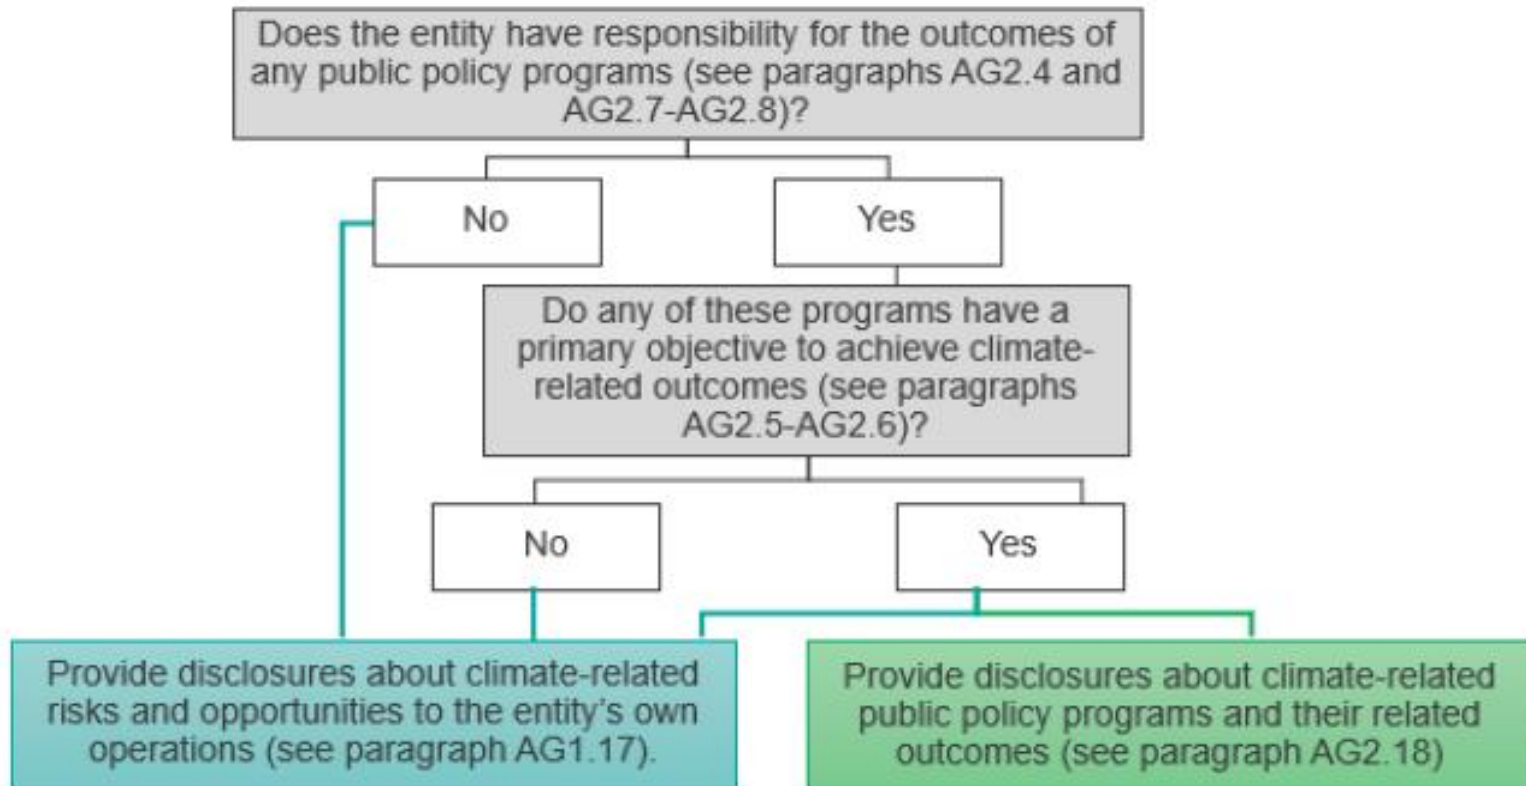 Does the entity have responsibility for the outcomes of
any public policy programs (see paragraphs AG2.4 and
AG2.7-AG2.8)?
No
Yes
Do any of these programs have a
primary objective to achieve climate-
related outcomes (see paragraphs
AG2.5-AG2.6)?
No
Yes
Provide disclosures about climate-related
risks and opportunities to the entity’s own
operations (see paragraph AG1.17).
Provide disclosures about climate-related
public policy programs and their related
outcomes (see paragraph AG2.18)